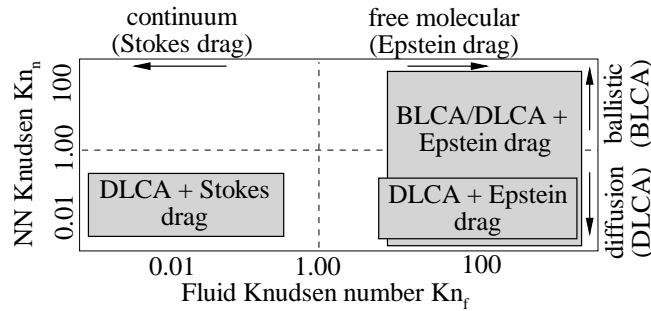 continuum
(Stokes drag)
free molecular
(Epstein drag)
NN Knudsen Knₙ
100
1.00
0.01
BLCA/DLCA +
Epstein drag
DLCA + Stokes
drag
DLCA + Epstein
drag
ballistic
(BLCA)
diffusion
(DLCA)
0.01
1.00
100
Fluid Knudsen number Kn_f